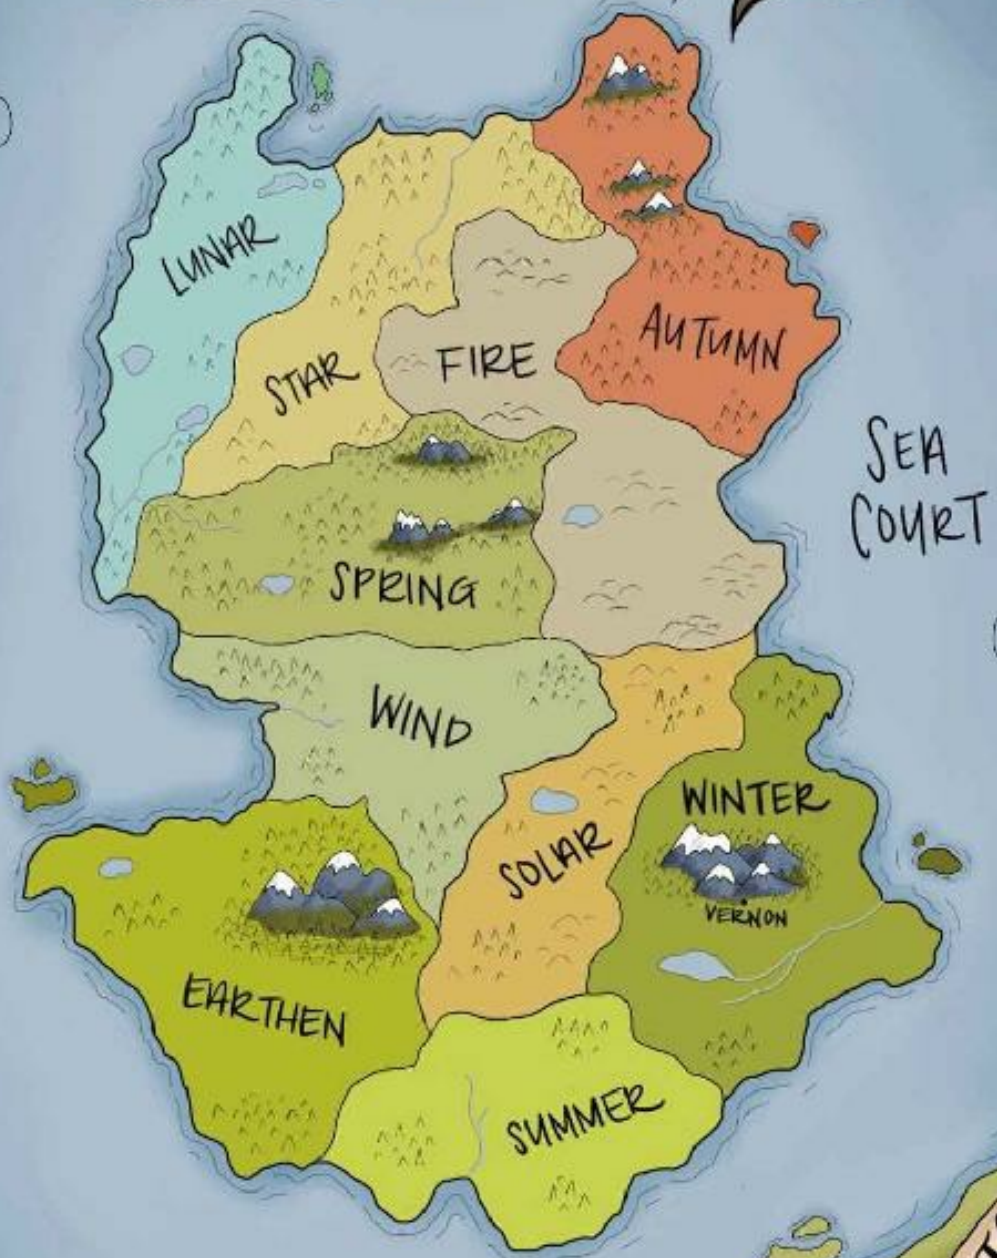 LUNAR
AUTUMN
STAR
FIRE
SEA
COURT
SPRING
WIND
WINTER
SOLAR
VERNON
EARTHEN
SUMMER